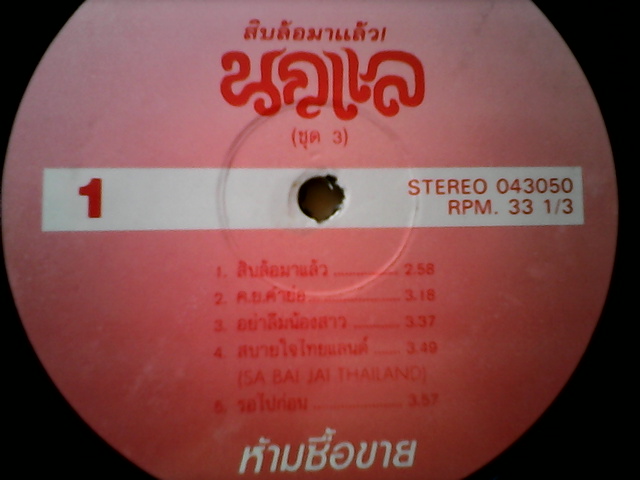 สิบล้อมาแล้ว!
นกแล
(ชุด 3)
1
STEREO 043050
RPM. 33 1/3
1. สิบล้อมาแล้ว ............ 2.58
2. ค.ย.คำย่อ ............ 3.18
3. อย่าลืมน้องสาว ......... 3.37
4. สบายใจไทยแลนด์ ..... 3.49
(SA BAI JAI THAILAND)
5. รอไปก่อน ................. 3.57
ห้ามซื้อขาย